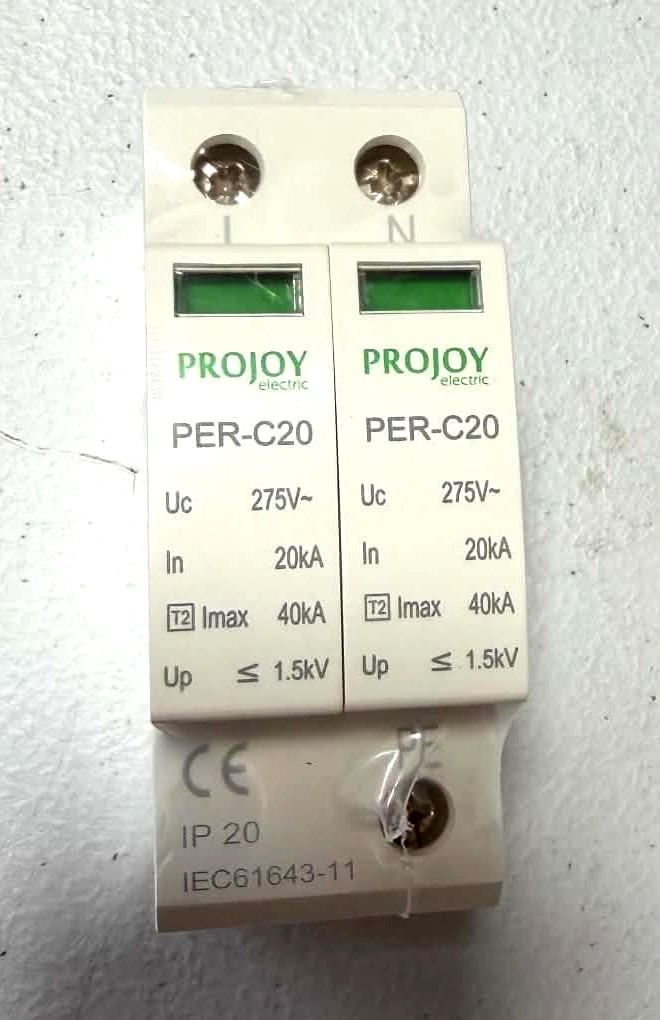 L N
PROJOY
electric
PER-C20
Uc 275V~
In 20kA
T2 Imax 40kA
Up ≤ 1.5kV
PROJOY
electric
PER-C20
Uc 275V~
In 20kA
T2 Imax 40kA
Up ≤ 1.5kV
CE
PE
IP 20
IEC61643-11